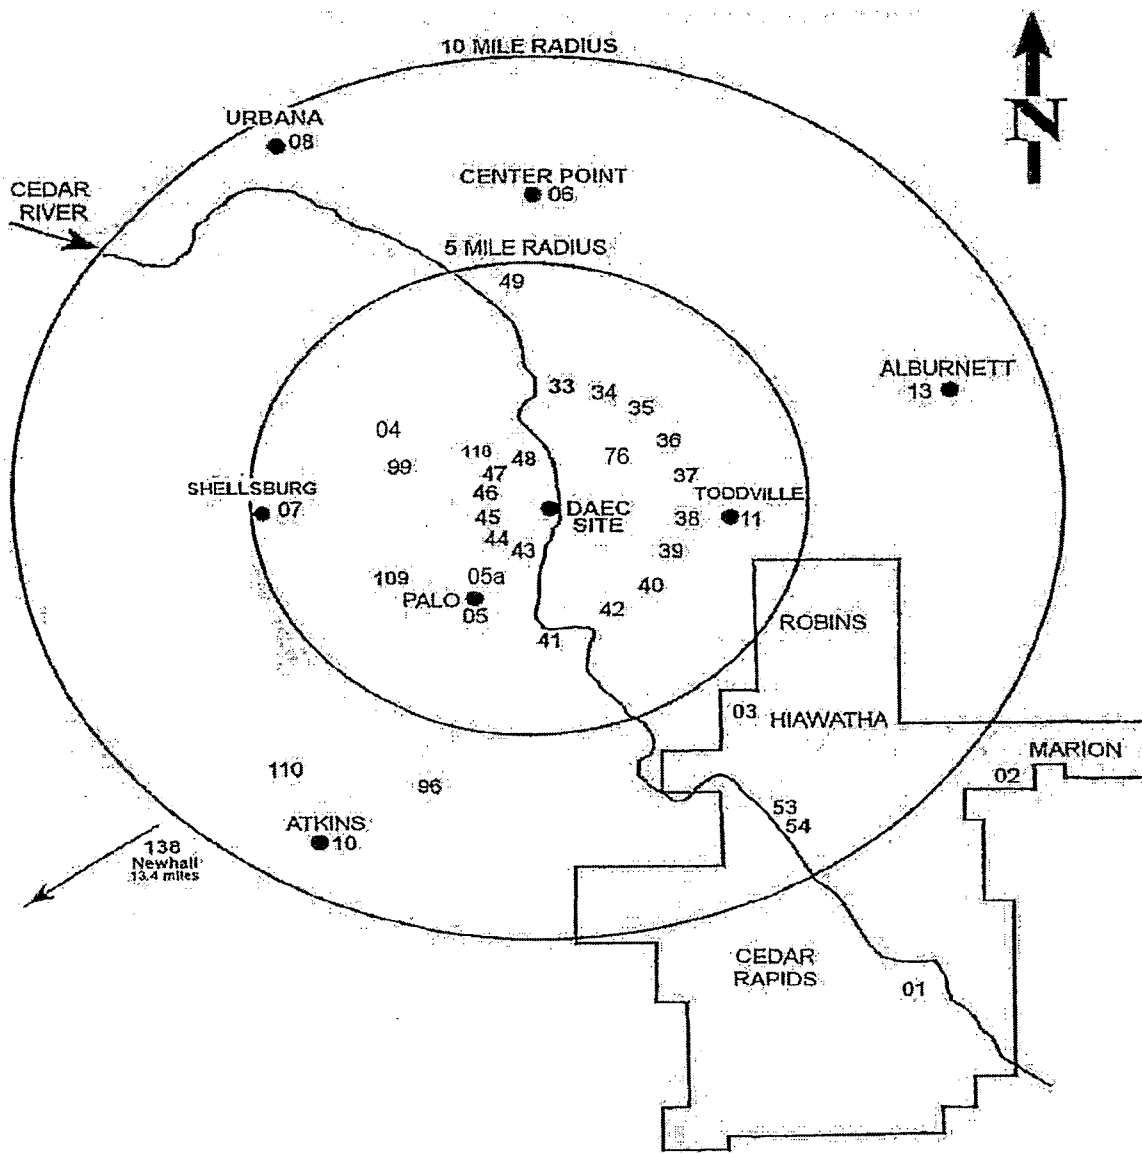 10 MILE RADIUS
N
URBANA
08
CENTER POINT
06
CEDAR
RIVER
5 MILE RADIUS
49
ALBURNETT
13
33
34
35
36
04
99
110
48
76
47
37
46
SHELLSBURG
07
TODDVILLE
11
DAEC
SITE
45
38
44
43
39
109
05a
PALO
05
40
42
41
ROBINS
03
HIAWATHA
MARION
02
110
96
53
54
ATKINS
10
138
Newhall
13.4 miles
CEDAR
RAPIDS
01